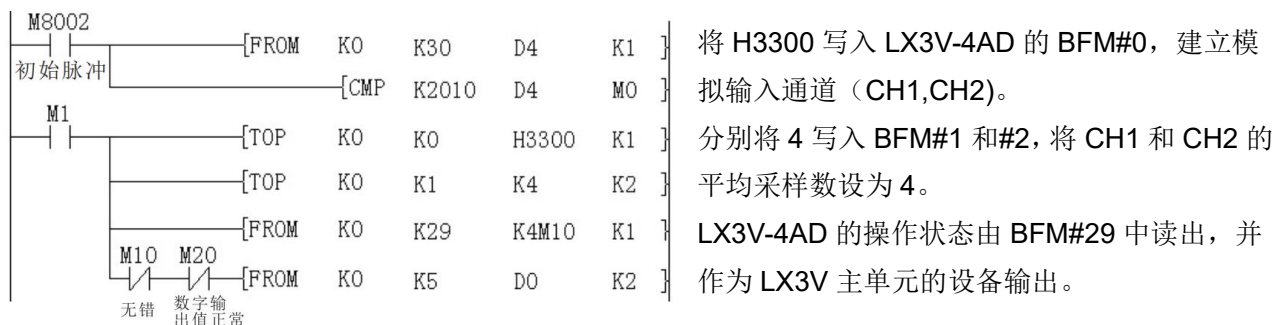 M8002
[FROM K0 K30 D4 K1 ]
初始脉冲
[CMP K2010 D4 M0 ]
M1
[TOP K0 K0 H3300 K1 ]
[TOP K0 K1 K4 K2 ]
[FROM K0 K29 K4M10 K1 ]
M10 M20
[FROM K0 K5 D0 K2 ]
无错 数字输
出值正常
将 H3300 写入 LX3V-4AD 的 BFM#0，建立模
拟输入通道（CH1,CH2)。
分别将 4 写入 BFM#1 和#2，将 CH1 和 CH2 的
平均采样数设为 4。
LX3V-4AD 的操作状态由 BFM#29 中读出，并
作为 LX3V 主单元的设备输出。